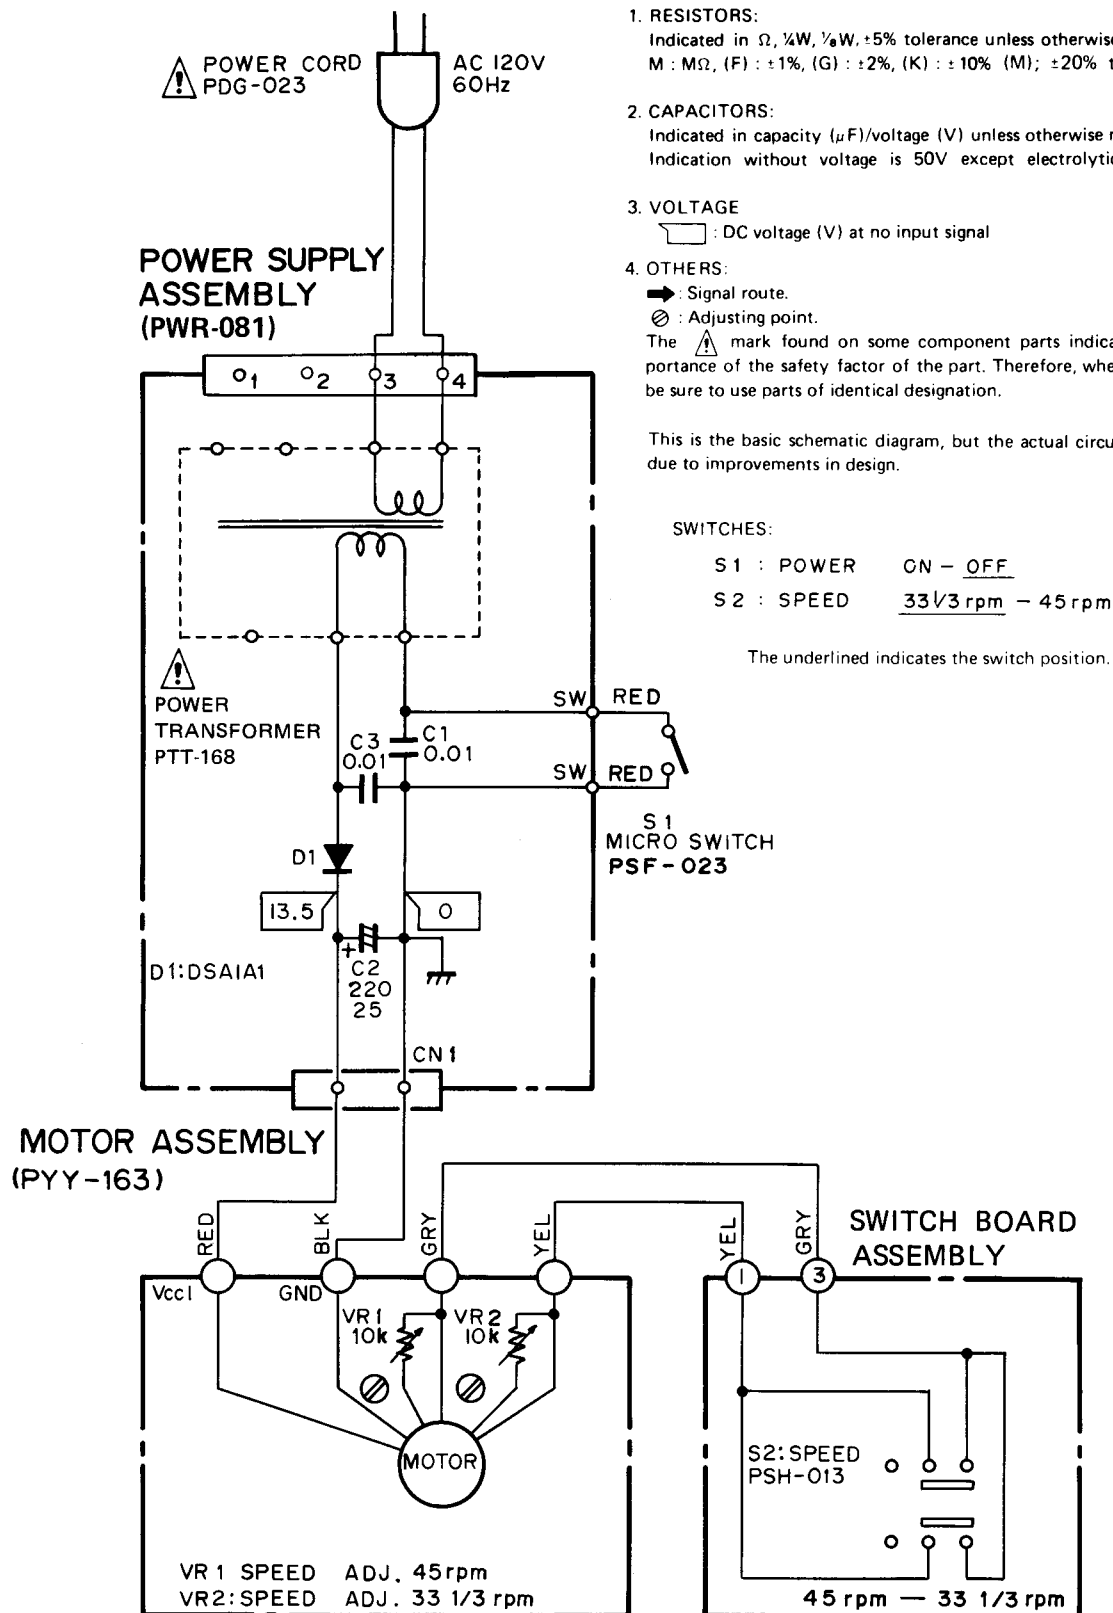 POWER CORD
PDG-023
AC 120V
60Hz
1. RESISTORS:
Indicated in Ω, ¼W, ⅛W, ±5% tolerance unless otherwise
M : MΩ, (F) : ±1%, (G) : ±2%, (K) : ±10% (M); ±20% t
2. CAPACITORS:
Indicated in capacity (μF)/voltage (V) unless otherwise
Indication without voltage is 50V except
3. VOLTAGE
: DC voltage (V) at no input signal
4. OTHERS:
: Signal route.
: Adjusting point.
The ⚠ mark found on some component parts
portance of the safety factor of the part. Therefore,
be sure to use parts of identical designation.
This is the basic schematic diagram, but the actual
due to improvements in design.
SWITCHES:
S1 : POWER ON – OFF
S2 : SPEED 33 1/3 rpm – 45 rpm
The underlined indicates the switch position.
POWER SUPPLY
ASSEMBLY
(PWR-081)
1 2 3 4
POWER
TRANSFORMER
PTT-168
C3
0.01
C1
0.01
SW RED
SW RED
S1
MICRO SWITCH
PSF-023
D1
13.5
0
D1:DSA1A1
+
C2
220
25
CN1
MOTOR ASSEMBLY
(PYY-163)
RED
BLK
GRY
YEL
Vcc1
GND
VR1
10k
VR2
10k
MOTOR
VR1 SPEED ADJ. 45rpm
VR2:SPEED ADJ. 33 1/3 rpm
YEL
GRY
SWITCH BOARD
ASSEMBLY
1
3
S2:SPEED
PSH-013
45 rpm — 33 1/3 rpm